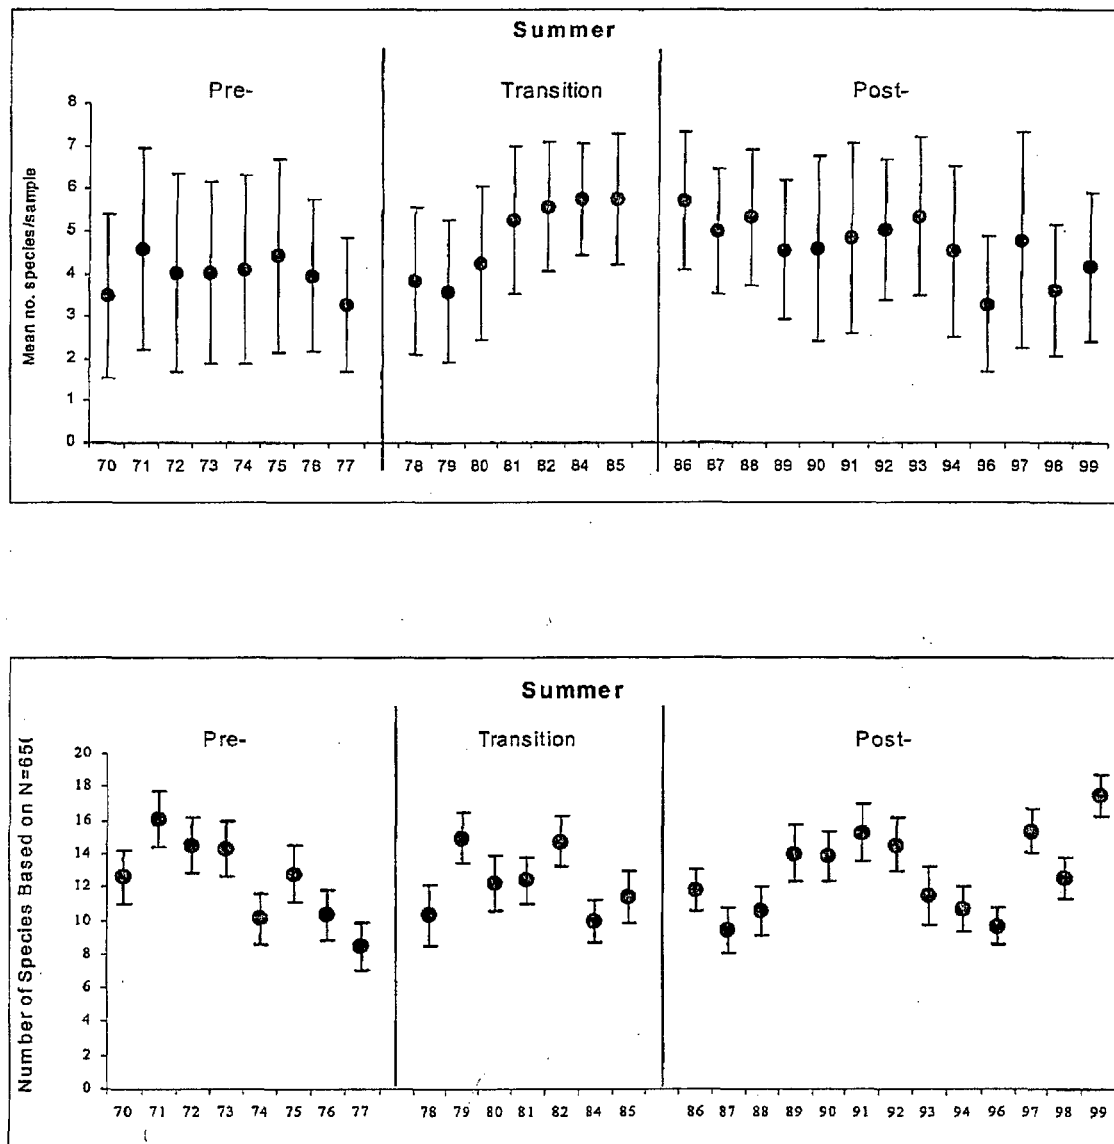 Summer
Pre- Transition Post-
Mean no. species/sample
8
7
6
5
4
3
2
1
0
70 71 72 73 74 75 76 77 78 79 80 81 82 84 85 86 87 88 89 90 91 92 93 94 96 97 98 99
Summer
Pre- Transition Post-
Number of Species Based on N=65(
20
18
16
14
12
10
8
6
4
2
0
70 71 72 73 74 75 76 77 78 79 80 81 82 84 85 86 87 88 89 90 91 92 93 94 96 97 98 99